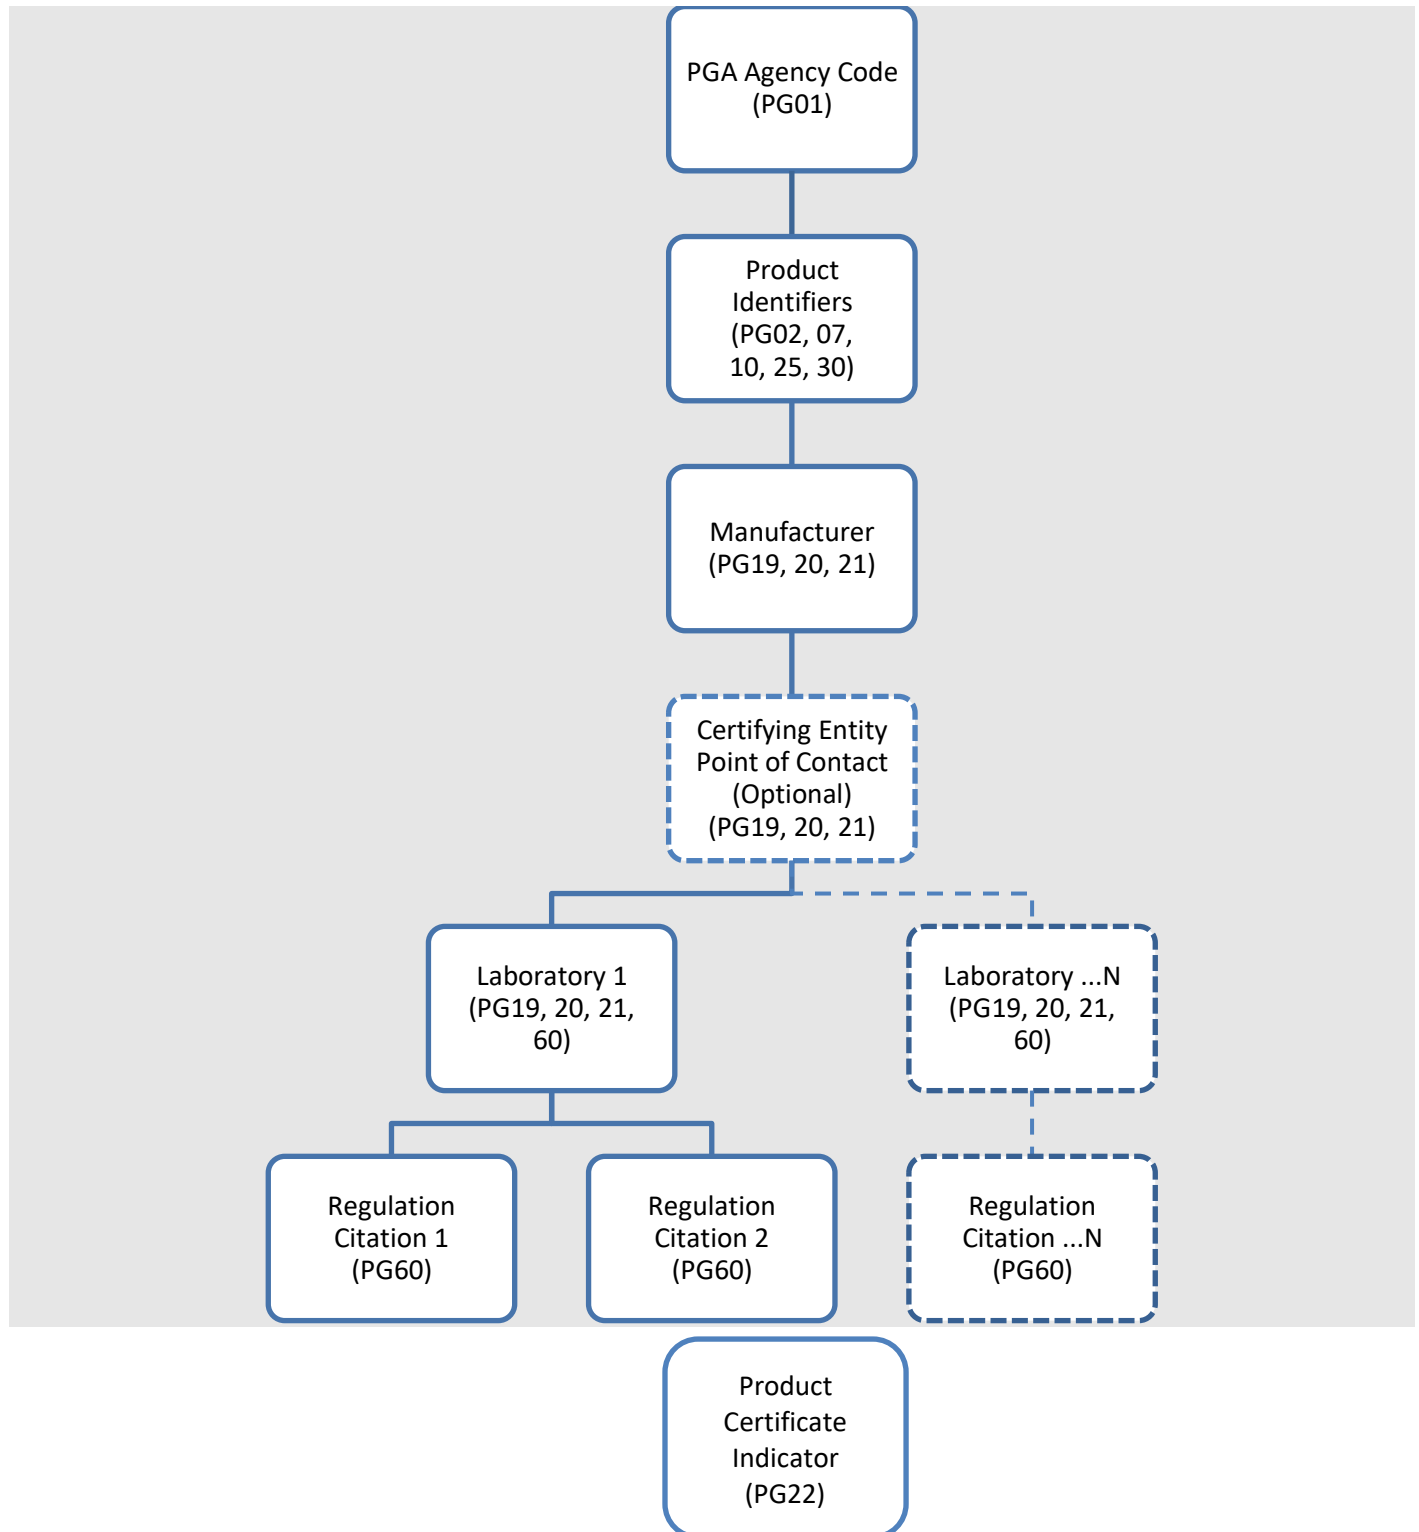 PGA Agency Code
(PG01)
Product
Identifiers
(PG02, 07,
10, 25, 30)
Manufacturer
(PG19, 20, 21)
Certifying Entity
Point of Contact
(Optional)
(PG19, 20, 21)
Laboratory 1
(PG19, 20, 21,
60)
Laboratory ...N
(PG19, 20, 21,
60)
Regulation
Citation 1
(PG60)
Regulation
Citation 2
(PG60)
Regulation
Citation ...N
(PG60)
Product
Certificate
Indicator
(PG22)